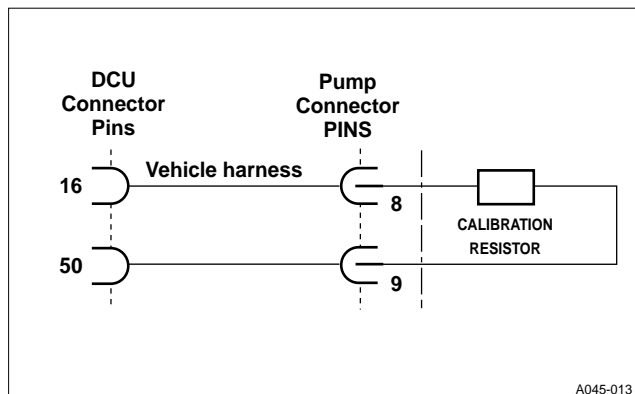 DCU
Connector
Pins
Pump
Connector
PINS
16
Vehicle harness
8
CALIBRATION
RESISTOR
50
9
A045-013